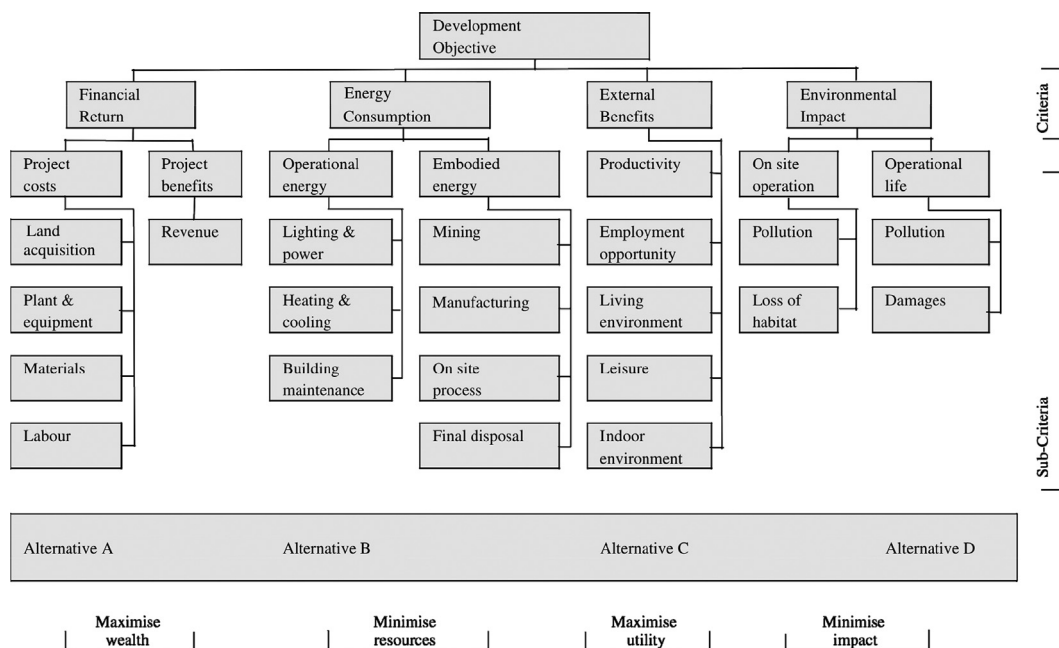 Development
Objective
Financial
Return
Energy
Consumption
External
Benefits
Environmental
Impact
Criteria
Project
costs
Project
benefits
Operational
energy
Embodied
energy
Productivity
On site
operation
Operational
life
Land
acquisition
Revenue
Lighting &
power
Mining
Employment
opportunity
Pollution
Pollution
Plant &
equipment
Heating &
cooling
Manufacturing
Living
environment
Loss of
habitat
Damages
Materials
Building
maintenance
On site
process
Leisure
Labour
Final disposal
Indoor
environment
Sub-Criteria
Alternative A
Alternative B
Alternative C
Alternative D
Maximise
wealth
Minimise
resources
Maximise
utility
Minimise
impact